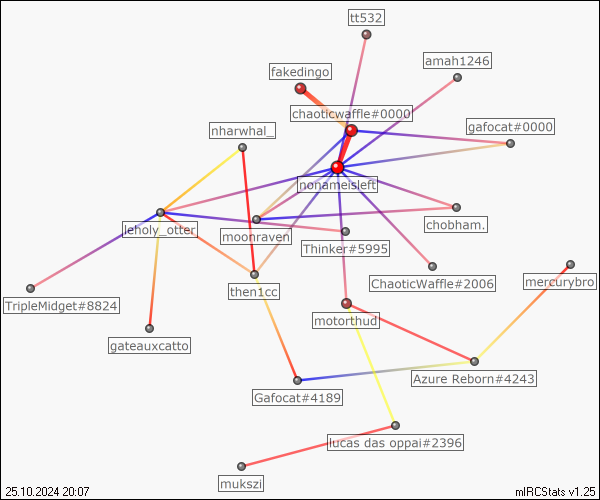 tt532
amah1246
fakedingo
chaoticwaffle#0000
gafocat#0000
nharwhal_
nonameisleft
chobham.
leholy_otter
moonraven
Thinker#5995
ChaoticWaffle#2006
mercurybro
then1cc
TripleMidget#8824
motorthud
gateauxcatto
Azure Reborn#4243
Gafocat#4189
lucas das oppai#2396
mukszi
25.10.2024 20:07
mIRCStats v1.25